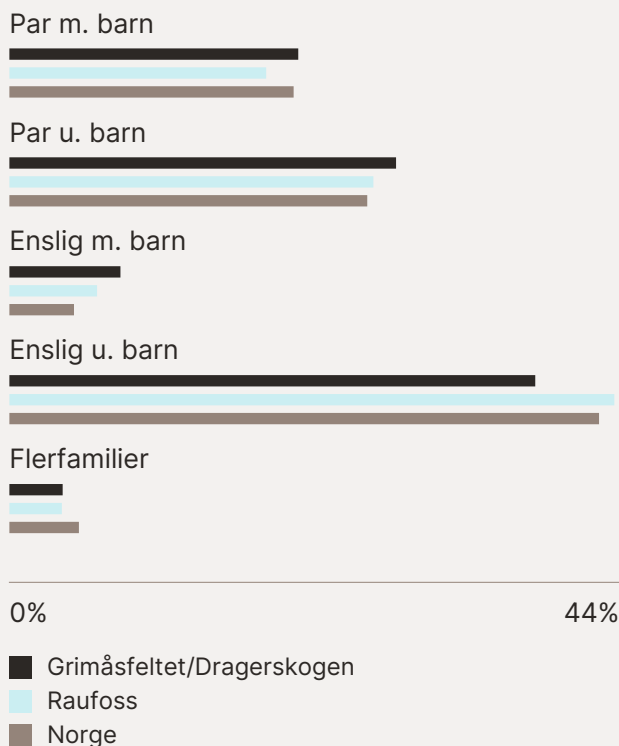 Par m. barn
Par u. barn
Enslig m. barn
Enslig u. barn
Flerfamilier
0% 44%
Grimåsfeltet/Dragerskogen
Raufoss
Norge